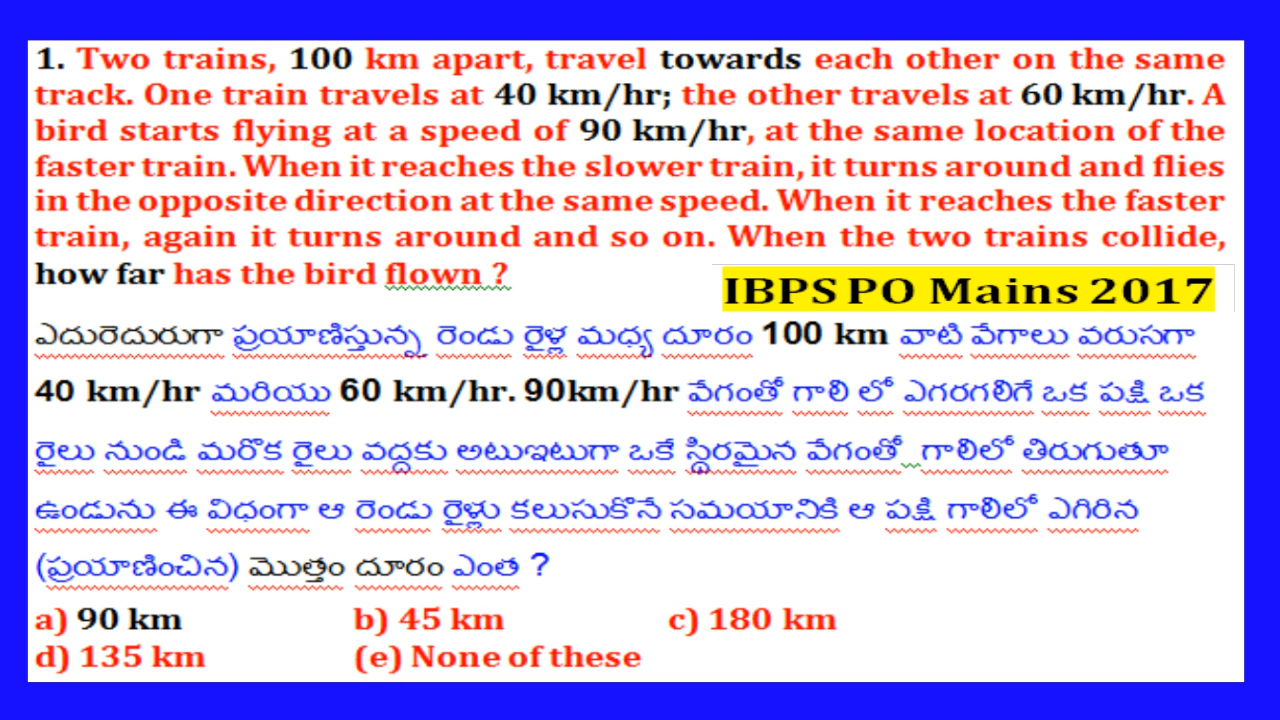 1. Two trains, 100 km apart, travel towards each other on the same
track. One train travels at 40 km/hr; the other travels at 60 km/hr. A
bird starts flying at a speed of 90 km/hr, at the same location of the
faster train. When it reaches the slower train, it turns around and flies
in the opposite direction at the same speed. When it reaches the faster
train, again it turns around and so on. When the two trains collide,
how far has the bird flown ?
IBPS PO Mains 2017
ఎదురెదురుగా ప్రయాణిస్తున్న రెండు రైళ్ల మధ్య దూరం 100 km వాటి వేగాలు వరుసగా
40 km/hr మరియు 60 km/hr. 90km/hr వేగంతో గాలి లో ఎగరగలిగే ఒక పక్షి ఒక
రైలు నుండి మరొక రైలు వద్దకు అటుఇటుగా ఒకే స్థిరమైన వేగంతో గాలిలో తిరుగుతూ
ఉండును ఈ విధంగా ఆ రెండు రైళ్లు కలుసుకొనే సమయానికి ఆ పక్షి గాలిలో ఎగిరిన
(ప్రయాణించిన) మొత్తం దూరం ఎంత ?
a) 90 km b) 45 km c) 180 km
d) 135 km (e) None of these